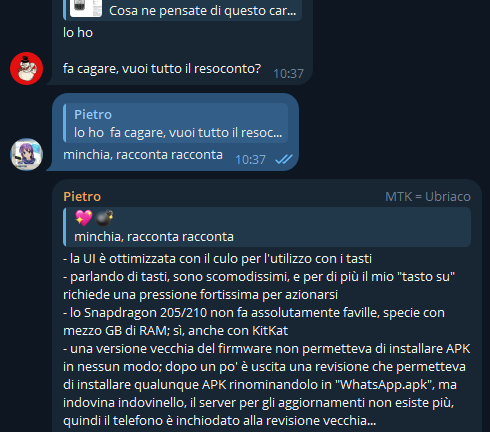 Cosa ne pensate di questo car...
lo ho
fa cagare, vuoi tutto il resoconto?
10:37
Pietro
lo ho fa cagare, vuoi tutto il resoc...
minchia, racconta racconta
10:37
Pietro
MTK = Ubriaco
💖💣
minchia, racconta racconta
- la UI è ottimizzata con il culo per l'utilizzo con i tasti
- parlando di tasti, sono scomodissimi, e per di più il mio "tasto su"
richiede una pressione fortissima per azionarsi
- lo Snapdragon 205/210 non fa assolutamente faville, specie con
mezzo GB di RAM; sì, anche con KitKat
- una versione vecchia del firmware non permetteva di installare APK
in nessun modo; dopo un po' è uscita una revisione che permetteva
di installare qualunque APK rinominandolo in "WhatsApp.apk", ma
indovina indovinello, il server per gli aggiornamenti non esiste più,
quindi il telefono è inchiodato alla revisione vecchia...